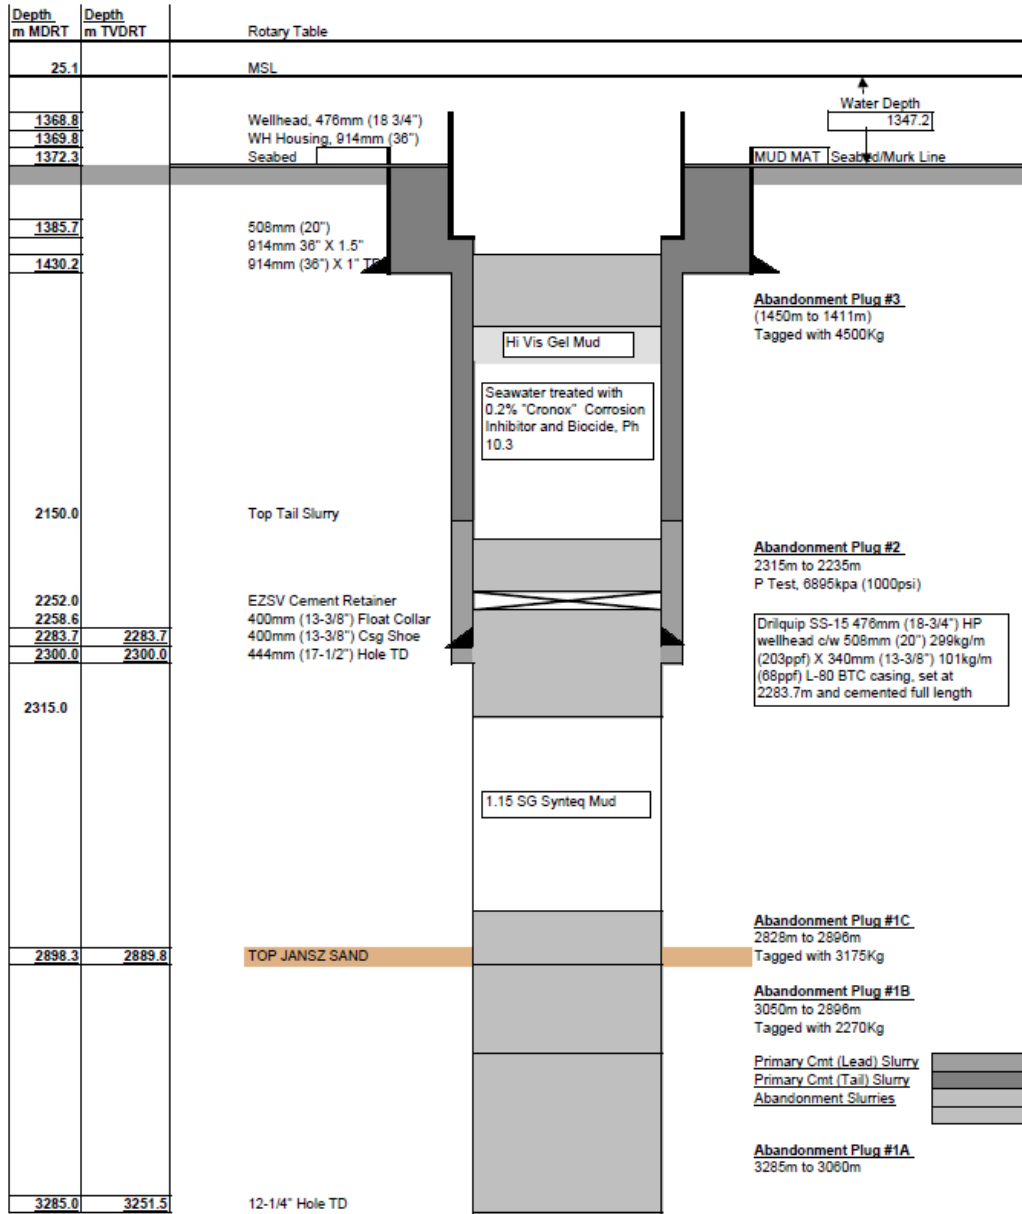 Depth Depth
m MDRT m TVDRT Rotary Table
25.1 MSL
Water Depth
1368.8 Wellhead, 476mm (18 3/4") 1347.2
1369.8 WH Housing, 914mm (36")
1372.3 Seabed MUD MAT Seabed/Murk Line
1385.7 508mm (20")
914mm 36" X 1.5"
1430.2 914mm (36") X 1" TP
Abandonment Plug #3
(1450m to 1411m)
Tagged with 4500Kg
Hi Vis Gel Mud
Seawater treated with
0.2% "Cronox" Corrosion
Inhibitor and Biocide, Ph
10.3
2150.0 Top Tail Slurry
Abandonment Plug #2
2315m to 2235m
P Test, 6895kpa (1000psi)
2252.0 EZSV Cement Retainer
2258.6 400mm (13-3/8") Float Collar
2283.7 2283.7 400mm (13-3/8") Csg Shoe
2300.0 2300.0 444mm (17-1/2") Hole TD
Drilquip SS-15 476mm (18-3/4") HP
wellhead c/w 508mm (20") 299kg/m
(203ppf) X 340mm (13-3/8") 101kg/m
(68ppf) L-80 BTC casing, set at
2283.7m and cemented full length
2315.0
1.15 SG Synteq Mud
Abandonment Plug #1C
2828m to 2896m
2898.3 2889.8 TOP JANSZ SAND Tagged with 3175Kg
Abandonment Plug #1B
3050m to 2896m
Tagged with 2270Kg
Primary Cmt (Lead) Slurry
Primary Cmt (Tail) Slurry
Abandonment Slurries
Abandonment Plug #1A
3285m to 3060m
3285.0 3251.5 12-1/4" Hole TD